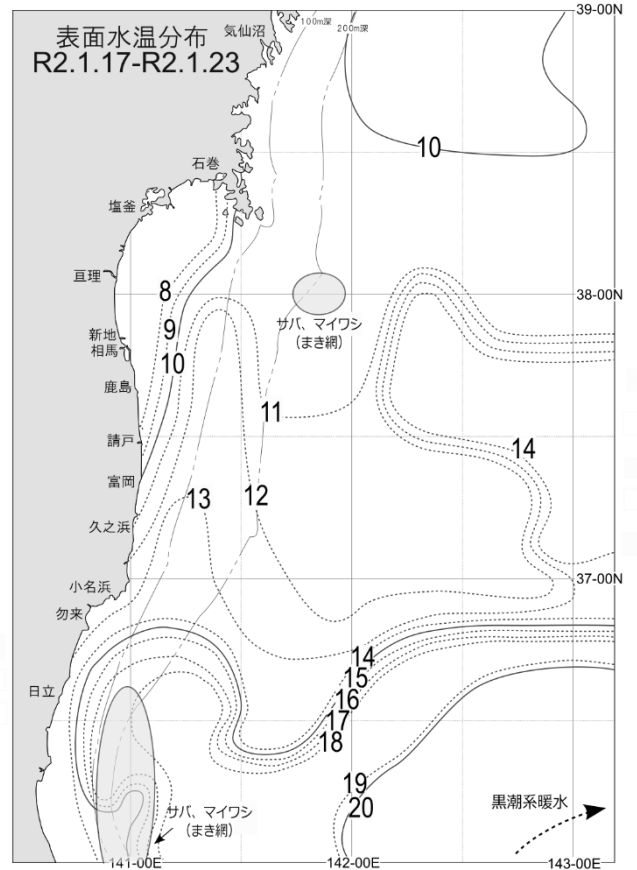 39-00N
表面水温分布
R2.1.17-R2.1.23
気仙沼
100m深
200m深
10
石巻
塩釜
亘理
8
38-00N
サバ、マイワシ
(まき網)
新地
9
相馬
10
鹿島
11
請戸
14
富岡
13
12
久之浜
小名浜
37-00N
勿来
14
15
日立
16
17
18
19
20
黒潮系暖水
サバ、マイワシ
(まき網)
141-00E
142-00E
143-00E